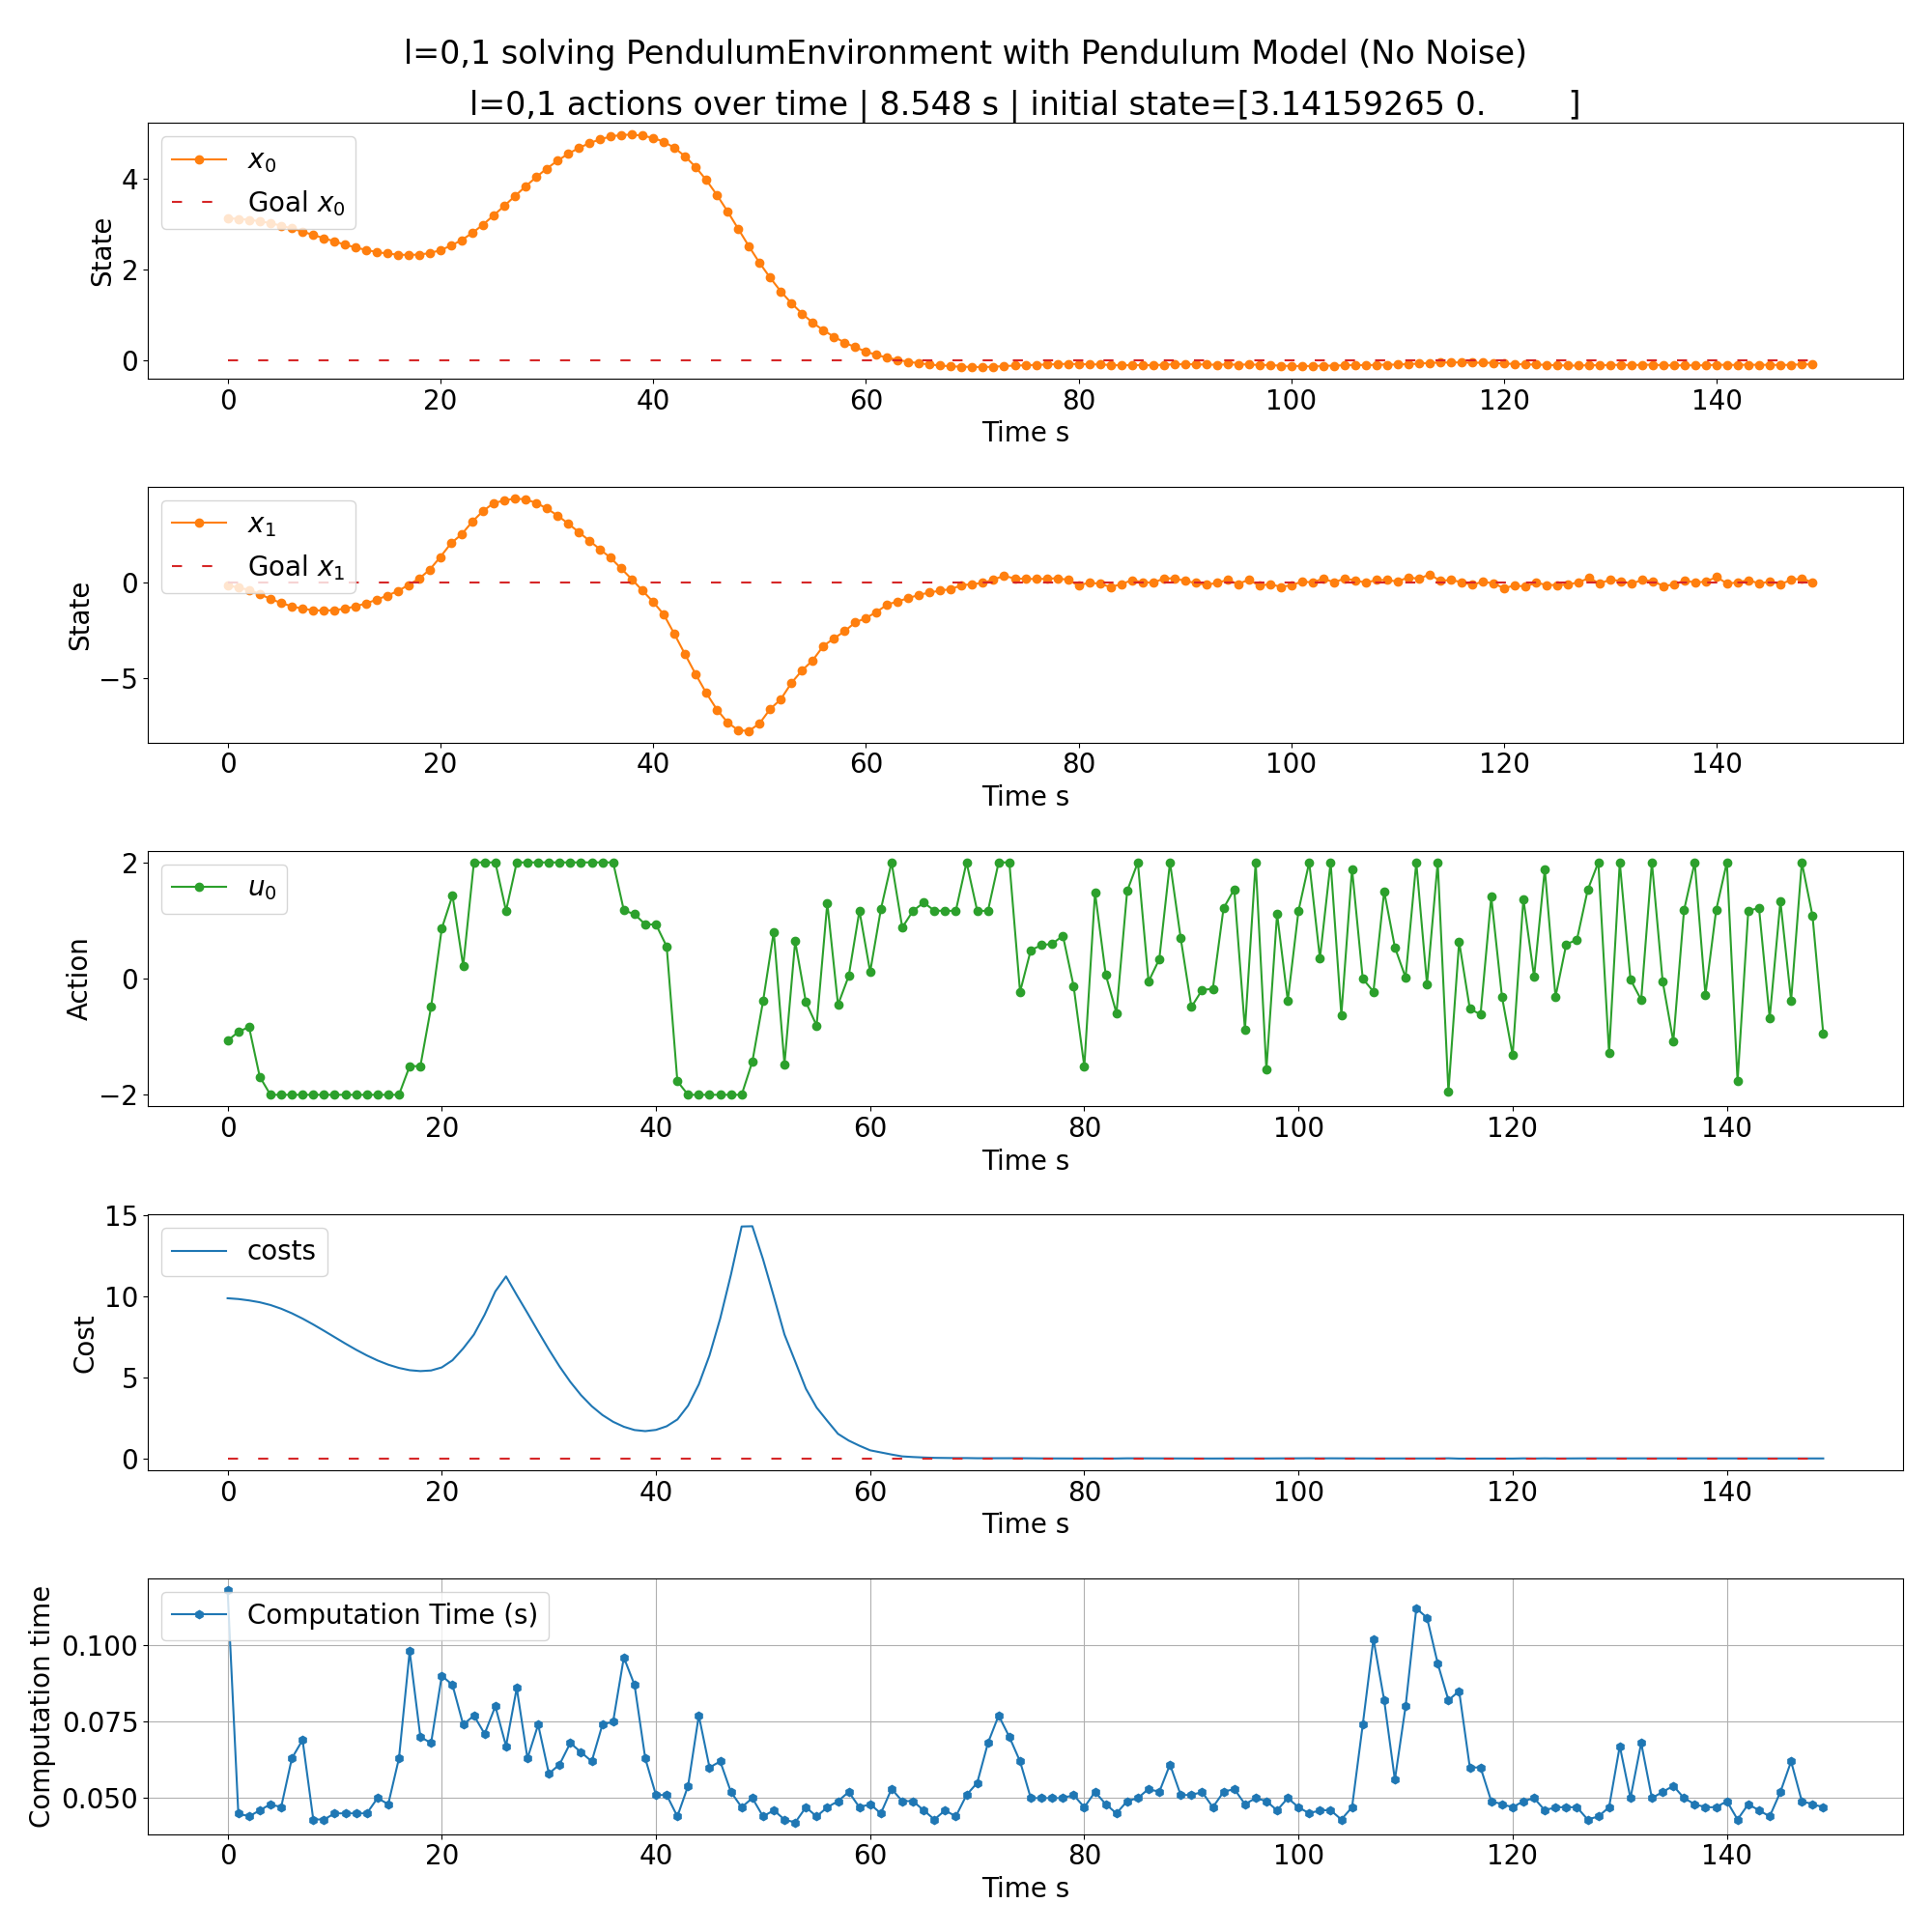 l=0,1 solving PendulumEnvironment with Pendulum Model (No Noise)
l=0,1 actions over time | 8.548 s | initial state=[3.14159265 0.         ]
x₀
Goal x₀
State
4
2
0
0 20 40 60 80 100 120 140
Time s
x₁
Goal x₁
State
0
−5
0 20 40 60 80 100 120 140
Time s
u₀
Action
2
0
−2
0 20 40 60 80 100 120 140
Time s
costs
Cost
15
10
5
0
0 20 40 60 80 100 120 140
Time s
Computation Time (s)
Computation time
0.100
0.075
0.050
0 20 40 60 80 100 120 140
Time s